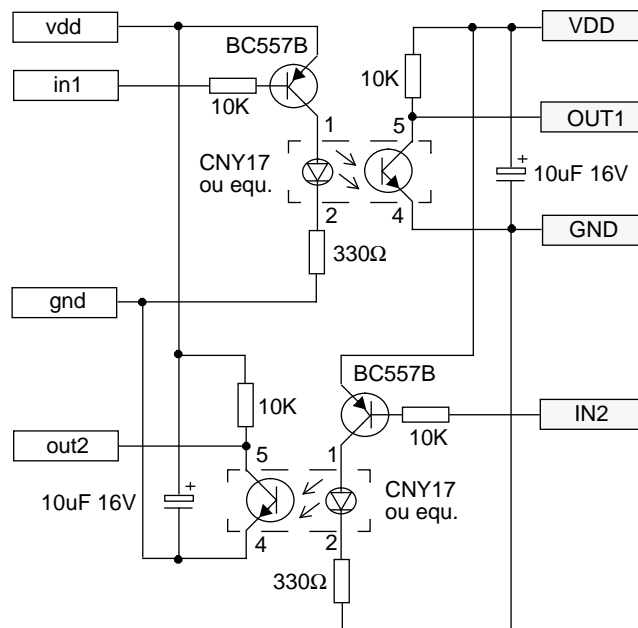 vdd
BC557B
VDD
in1
10K
10K
OUT1
1
5
CNY17
ou equ.
+
10uF 16V
2
4
GND
330Ω
gnd
BC557B
10K
IN2
10K
out2
5
1
10uF 16V
+
CNY17
ou equ.
4
2
330Ω